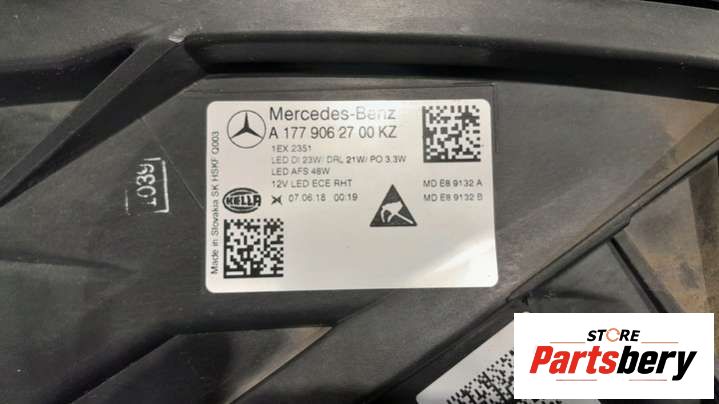 Mercedes-Benz
A 177 906 27 00 KZ
1EX 2351
LED DI 23W/ DRL 21W/ PO 3.3W
LED AFS 48W
12V LED ECE RHT
MD E8 9132 A
HELLA
07.06.18 00:19
MD E8 9132 B
Made in Slovakia SK HSKF Q003
1039
STORE
Partsbery